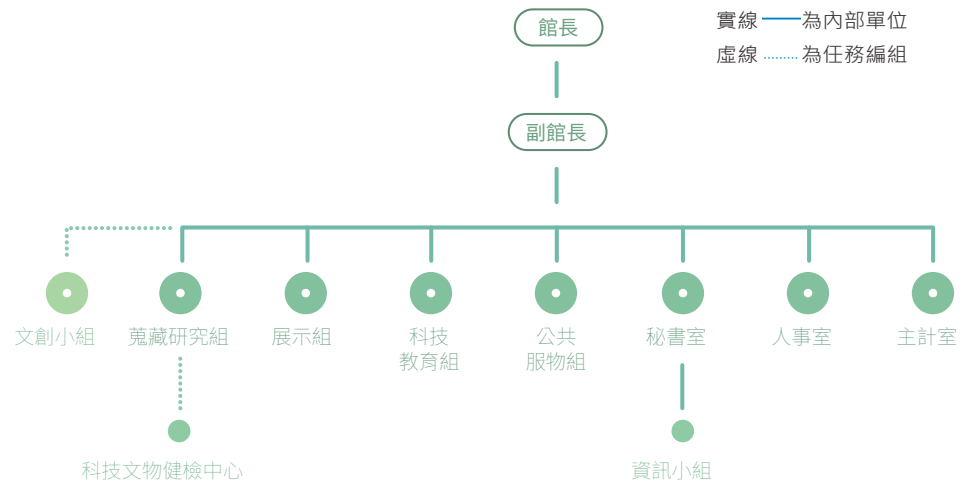 館長
實線 為內部單位
虛線 為任務編組
副館長
文創小組
蒐藏研究組
展示組
科技
教育組
公共
服物組
秘書室
人事室
主計室
科技文物健檢中心
資訊小組